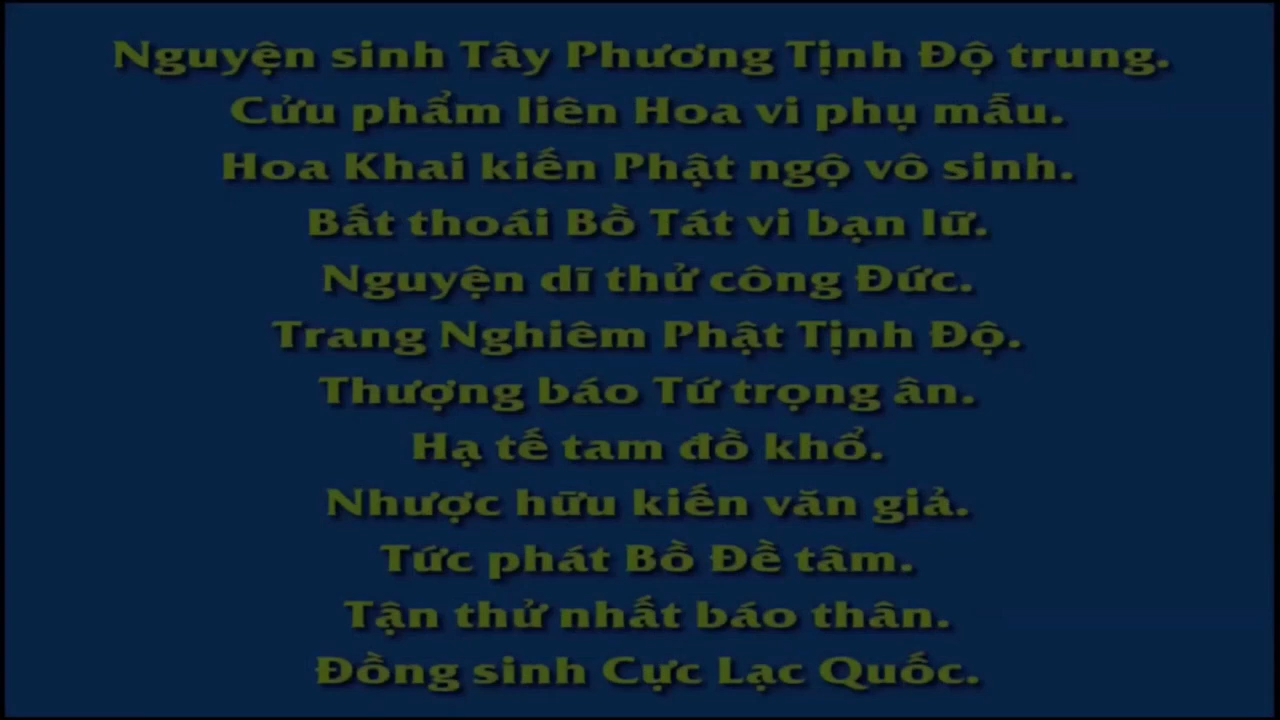 Nguyện sinh Tây Phương Tịnh Độ trung.
Cửu phẩm liên Hoa vi phụ mẫu.
Hoa Khai kiến Phật ngộ vô sinh.
Bất thoái Bồ Tát vi bạn lữ.
Nguyện dĩ thử công Đức.
Trang Nghiêm Phật Tịnh Độ.
Thượng báo Tứ trọng ân.
Hạ tế tam đồ khổ.
Nhược hữu kiến văn giả.
Tức phát Bồ Đề tâm.
Tận thử nhất báo thân.
Đồng sinh Cực Lạc Quốc.